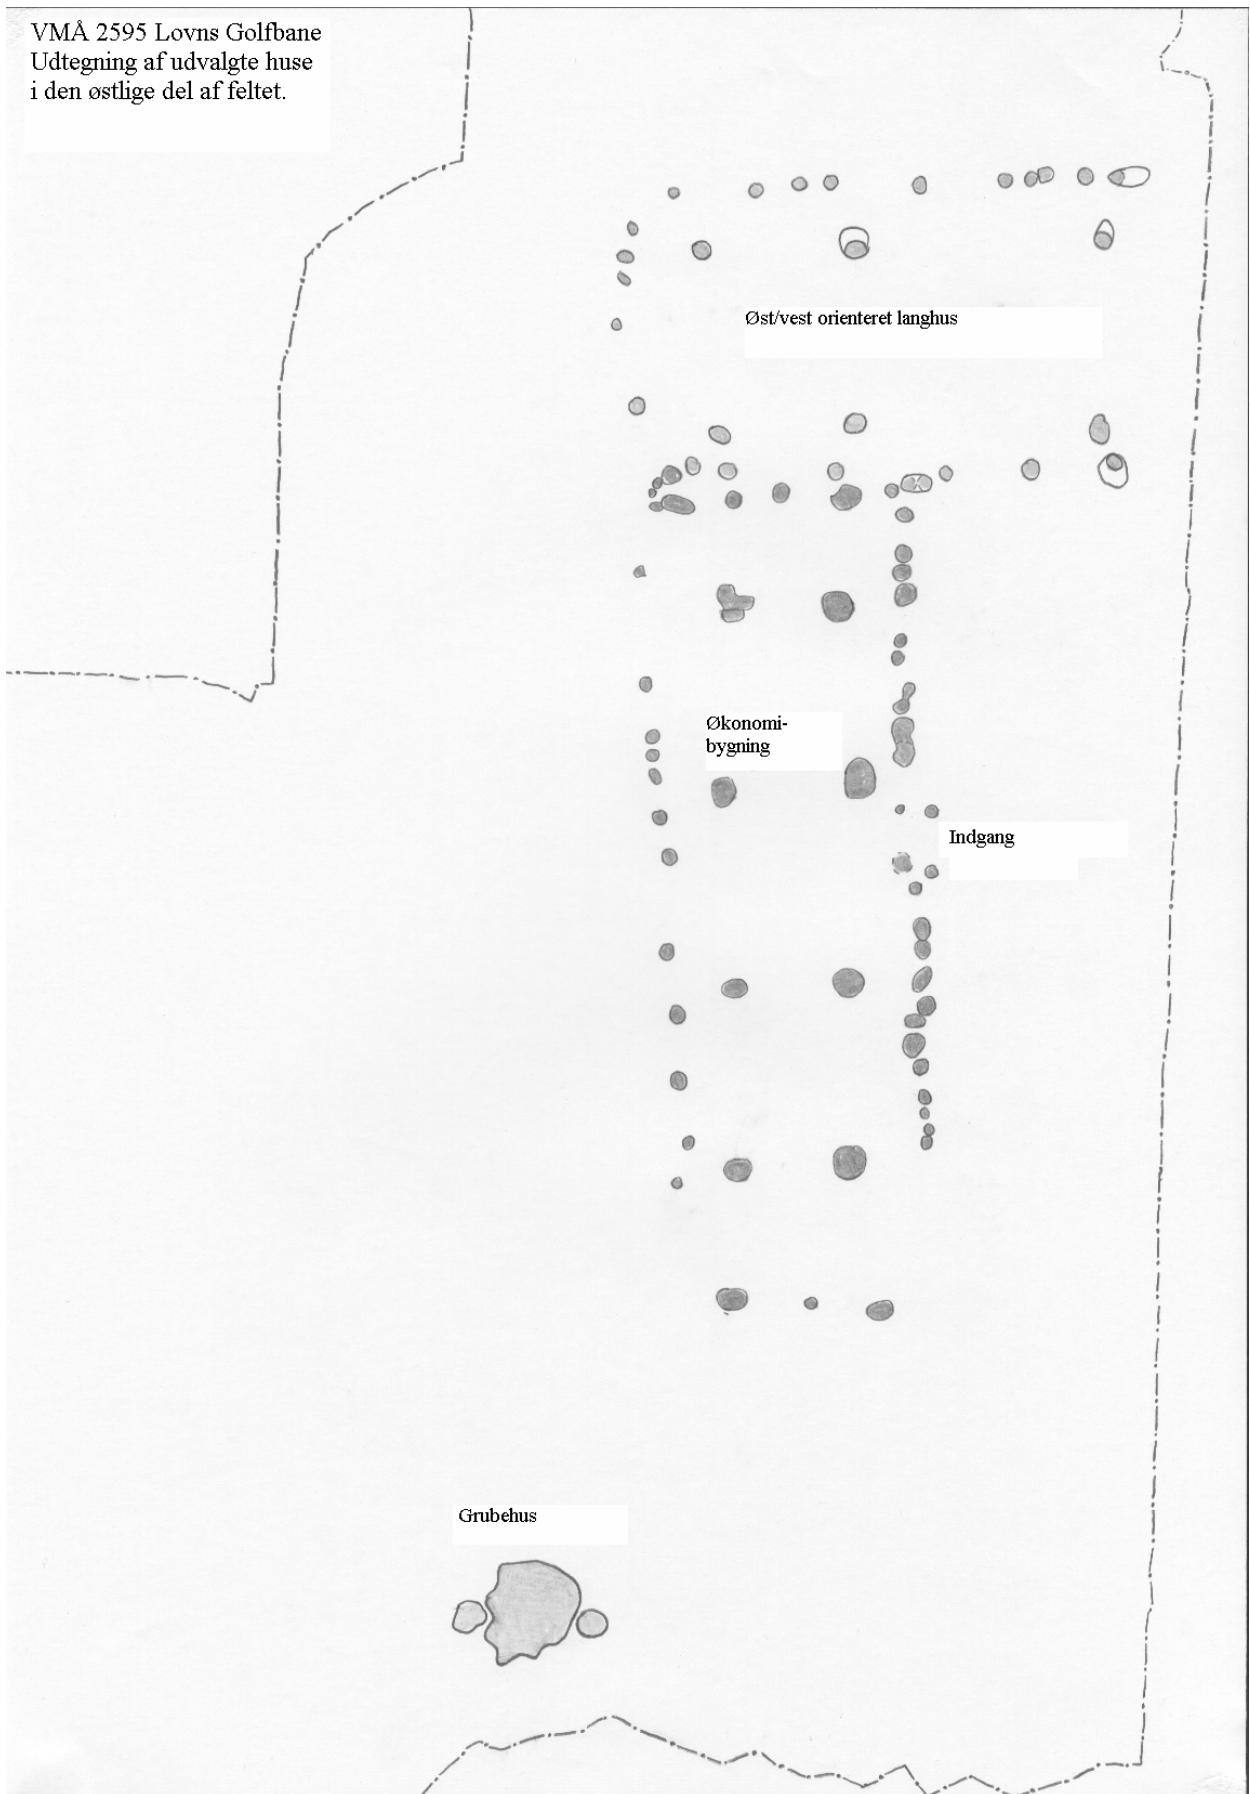 VMÅ 2595 Lovns Golfbane
Udtegning af udvalgte huse
i den østlige del af feltet.
Øst/vest orienteret langhus
Økonomi-
bygning
Indgang
Grubehus